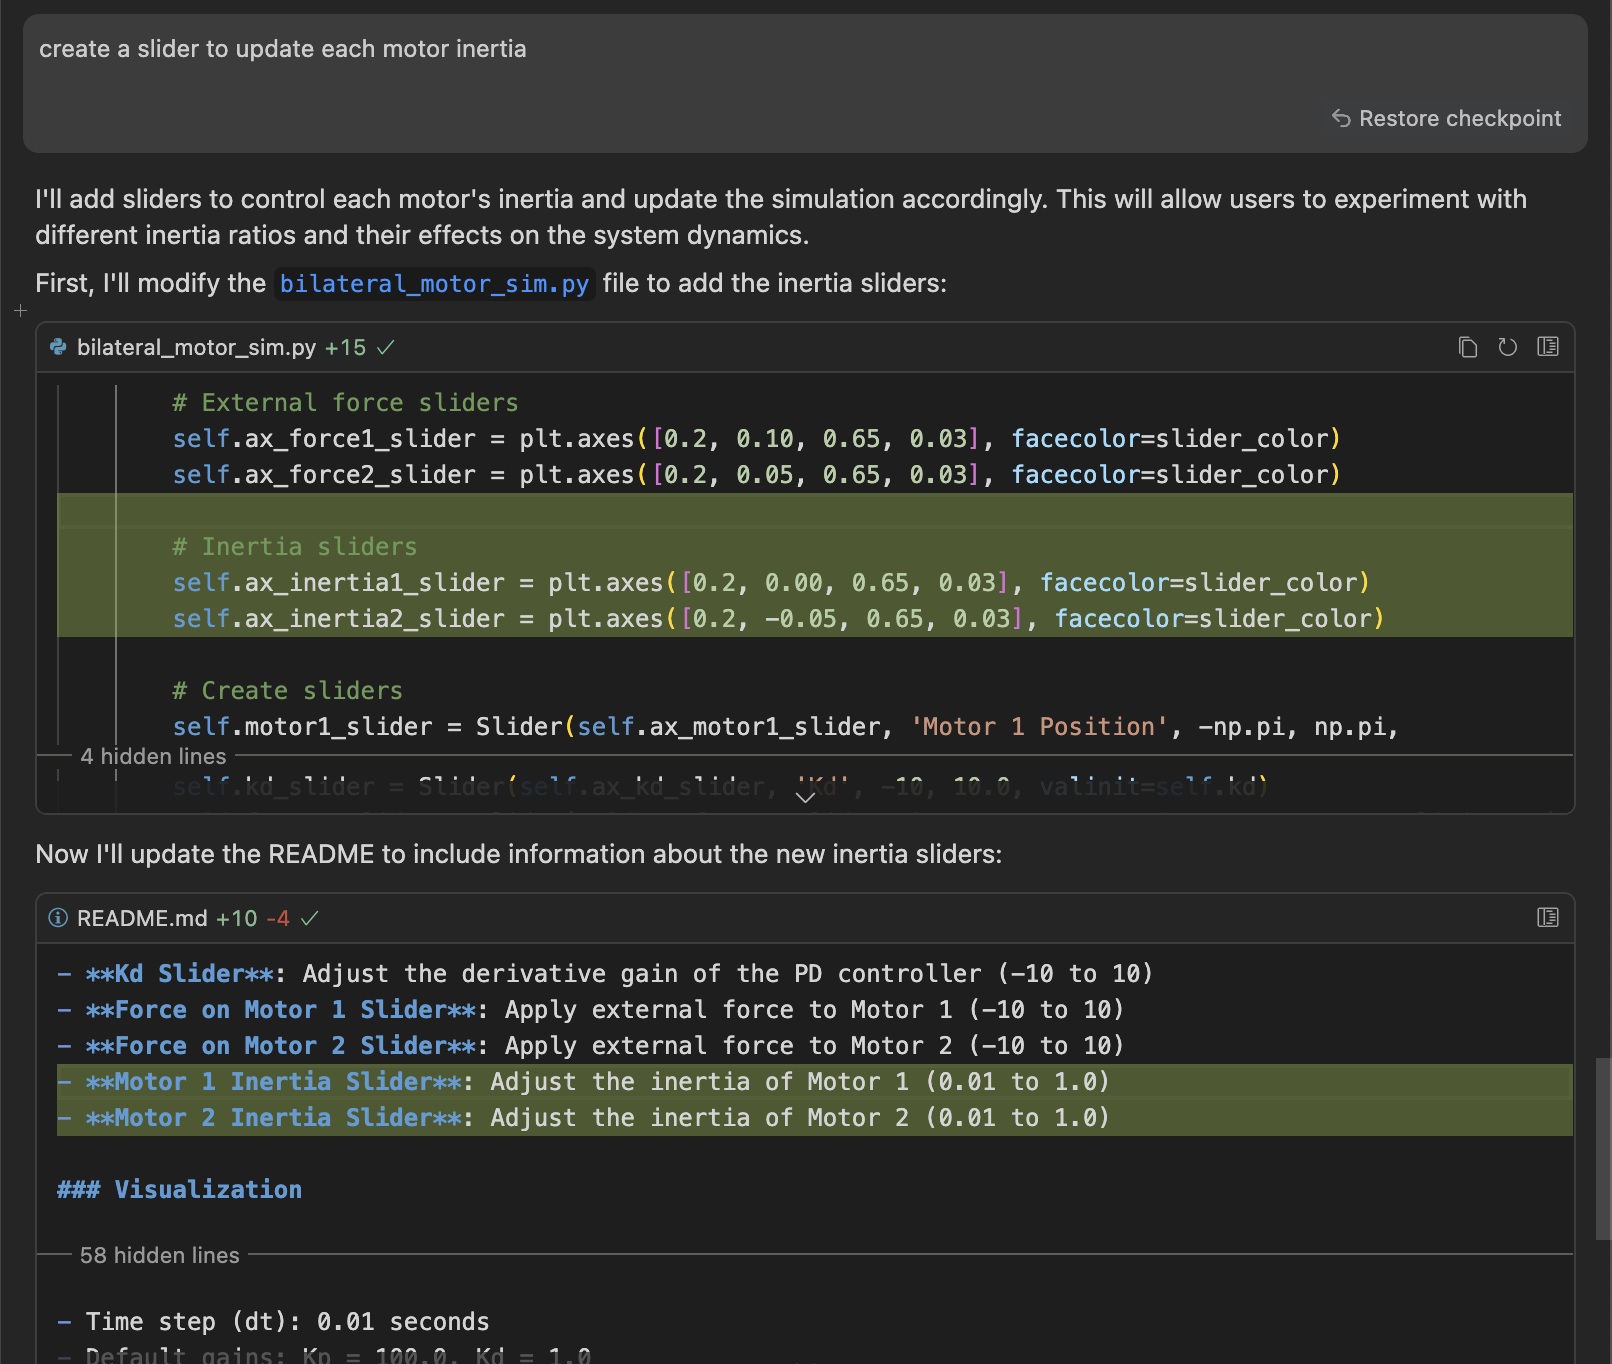 create a slider to update each motor inertia
Restore checkpoint
I'll add sliders to control each motor's inertia and update the simulation accordingly. This will allow users to experiment with
different inertia ratios and their effects on the system dynamics.
First, I'll modify the bilateral_motor_sim.py file to add the inertia sliders:
bilateral_motor_sim.py +15
# External force sliders
self.ax_force1_slider = plt.axes([0.2, 0.10, 0.65, 0.03], facecolor=slider_color)
self.ax_force2_slider = plt.axes([0.2, 0.05, 0.65, 0.03], facecolor=slider_color)
# Inertia sliders
self.ax_inertia1_slider = plt.axes([0.2, 0.00, 0.65, 0.03], facecolor=slider_color)
self.ax_inertia2_slider = plt.axes([0.2, -0.05, 0.65, 0.03], facecolor=slider_color)
# Create sliders
self.motor1_slider = Slider(self.ax_motor1_slider, 'Motor 1 Position', -np.pi, np.pi,
4 hidden lines
self.kd_slider = Slider(self.ax_kd_slider, 'Kd', -10, 10.0, valinit=self.kd)
Now I'll update the README to include information about the new inertia sliders:
README.md +10 -4
- **Kd Slider**: Adjust the derivative gain of the PD controller (-10 to 10)
- **Force on Motor 1 Slider**: Apply external force to Motor 1 (-10 to 10)
- **Force on Motor 2 Slider**: Apply external force to Motor 2 (-10 to 10)
- **Motor 1 Inertia Slider**: Adjust the inertia of Motor 1 (0.01 to 1.0)
- **Motor 2 Inertia Slider**: Adjust the inertia of Motor 2 (0.01 to 1.0)
### Visualization
58 hidden lines
- Time step (dt): 0.01 seconds
- Default gains: Kp = 100.0, Kd = 1.0